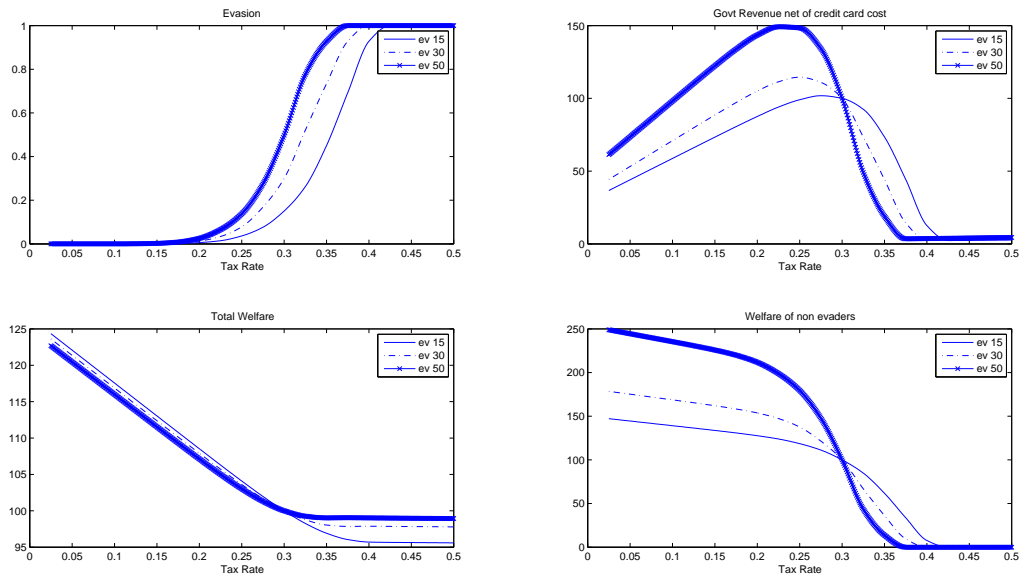 Evasion
1
0.8
0.6
0.4
0.2
0
0 0.05 0.1 0.15 0.2 0.25 0.3 0.35 0.4 0.45 0.5
Tax Rate
ev 15
ev 30
ev 50
Govt Revenue net of credit card cost
150
100
50
0
0 0.05 0.1 0.15 0.2 0.25 0.3 0.35 0.4 0.45 0.5
Tax Rate
ev 15
ev 30
ev 50
Total Welfare
125
120
115
110
105
100
95
0 0.05 0.1 0.15 0.2 0.25 0.3 0.35 0.4 0.45 0.5
Tax Rate
ev 15
ev 30
ev 50
Welfare of non evaders
250
200
150
100
50
0
0 0.05 0.1 0.15 0.2 0.25 0.3 0.35 0.4 0.45 0.5
Tax Rate
ev 15
ev 30
ev 50